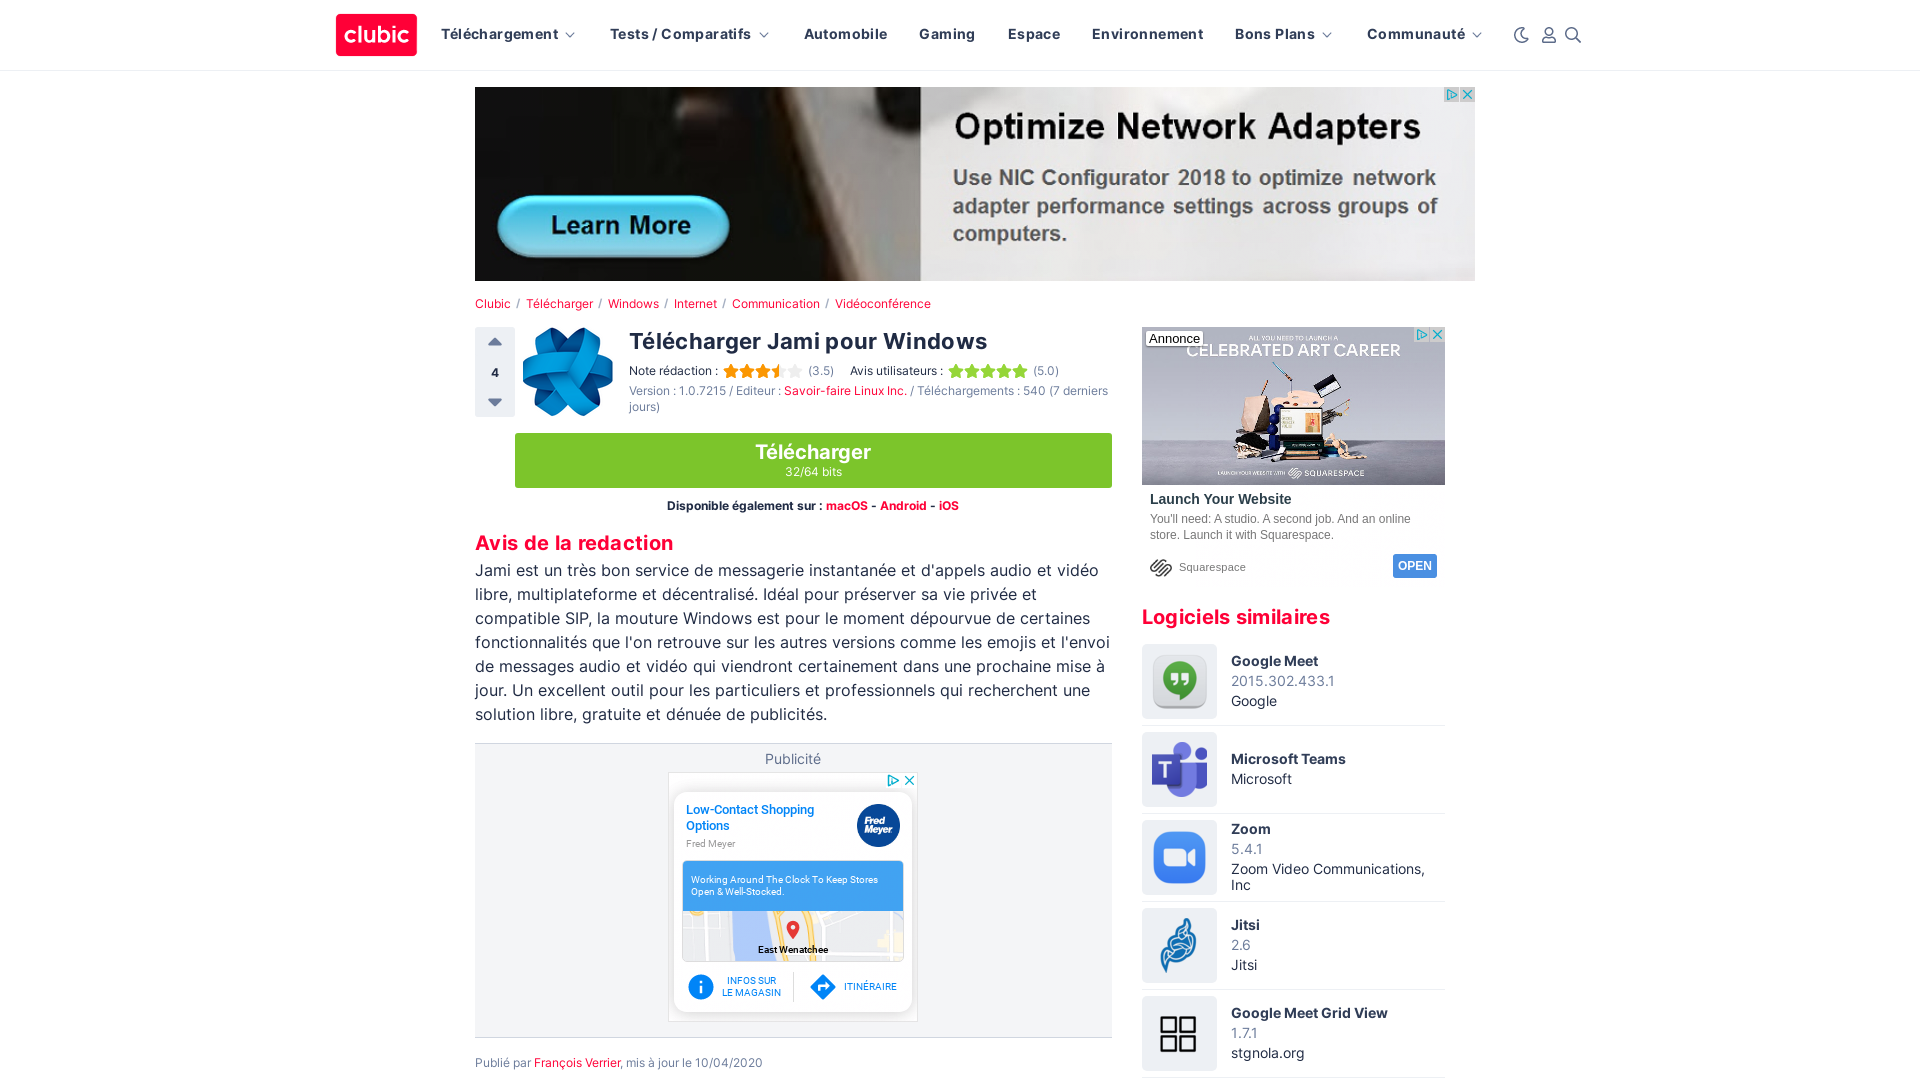 clubic
Téléchargement
Tests / Comparatifs
Automobile
Gaming
Espace
Environnement
Bons Plans
Communauté
Optimize Network Adapters
Use NIC Configurator 2018 to optimize network
adapter performance settings across groups of
computers.
Learn More
Clubic / Télécharger / Windows / Internet / Communication / Vidéoconférence
4
Télécharger Jami pour Windows
Note rédaction : (3.5) Avis utilisateurs : (5.0)
Version : 1.0.7215 / Editeur : Savoir-faire Linux Inc. / Téléchargements : 540 (7 derniers
jours)
Télécharger
32/64 bits
Disponible également sur : macOS - Android - iOS
Avis de la redaction
Jami est un très bon service de messagerie instantanée et d'appels audio et vidéo
libre, multiplateforme et décentralisé. Idéal pour préserver sa vie privée et
compatible SIP, la mouture Windows est pour le moment dépourvue de certaines
fonctionnalités que l'on retrouve sur les autres versions comme les emojis et l'envoi
de messages audio et vidéo qui viendront certainement dans une prochaine mise à
jour. Un excellent outil pour les particuliers et professionnels qui recherchent une
solution libre, gratuite et dénuée de publicités.
Publicité
Low-Contact Shopping
Options
Fred Meyer
Fred
Meyer
Working Around The Clock To Keep Stores
Open & Well-Stocked.
East Wenatchee
INFOS SUR
LE MAGASIN
ITINÉRAIRE
Publié par François Verrier, mis à jour le 10/04/2020
Annonce
ALL YOU NEED TO LAUNCH A
CELEBRATED ART CAREER
LAUNCH YOUR WEBSITE WITH SQUARESPACE
Launch Your Website
You'll need: A studio. A second job. And an online
store. Launch it with Squarespace.
Squarespace
OPEN
Logiciels similaires
Google Meet
2015.302.433.1
Google
Microsoft Teams
Microsoft
Zoom
5.4.1
Zoom Video Communications,
Inc
Jitsi
2.6
Jitsi
Google Meet Grid View
1.7.1
stgnola.org